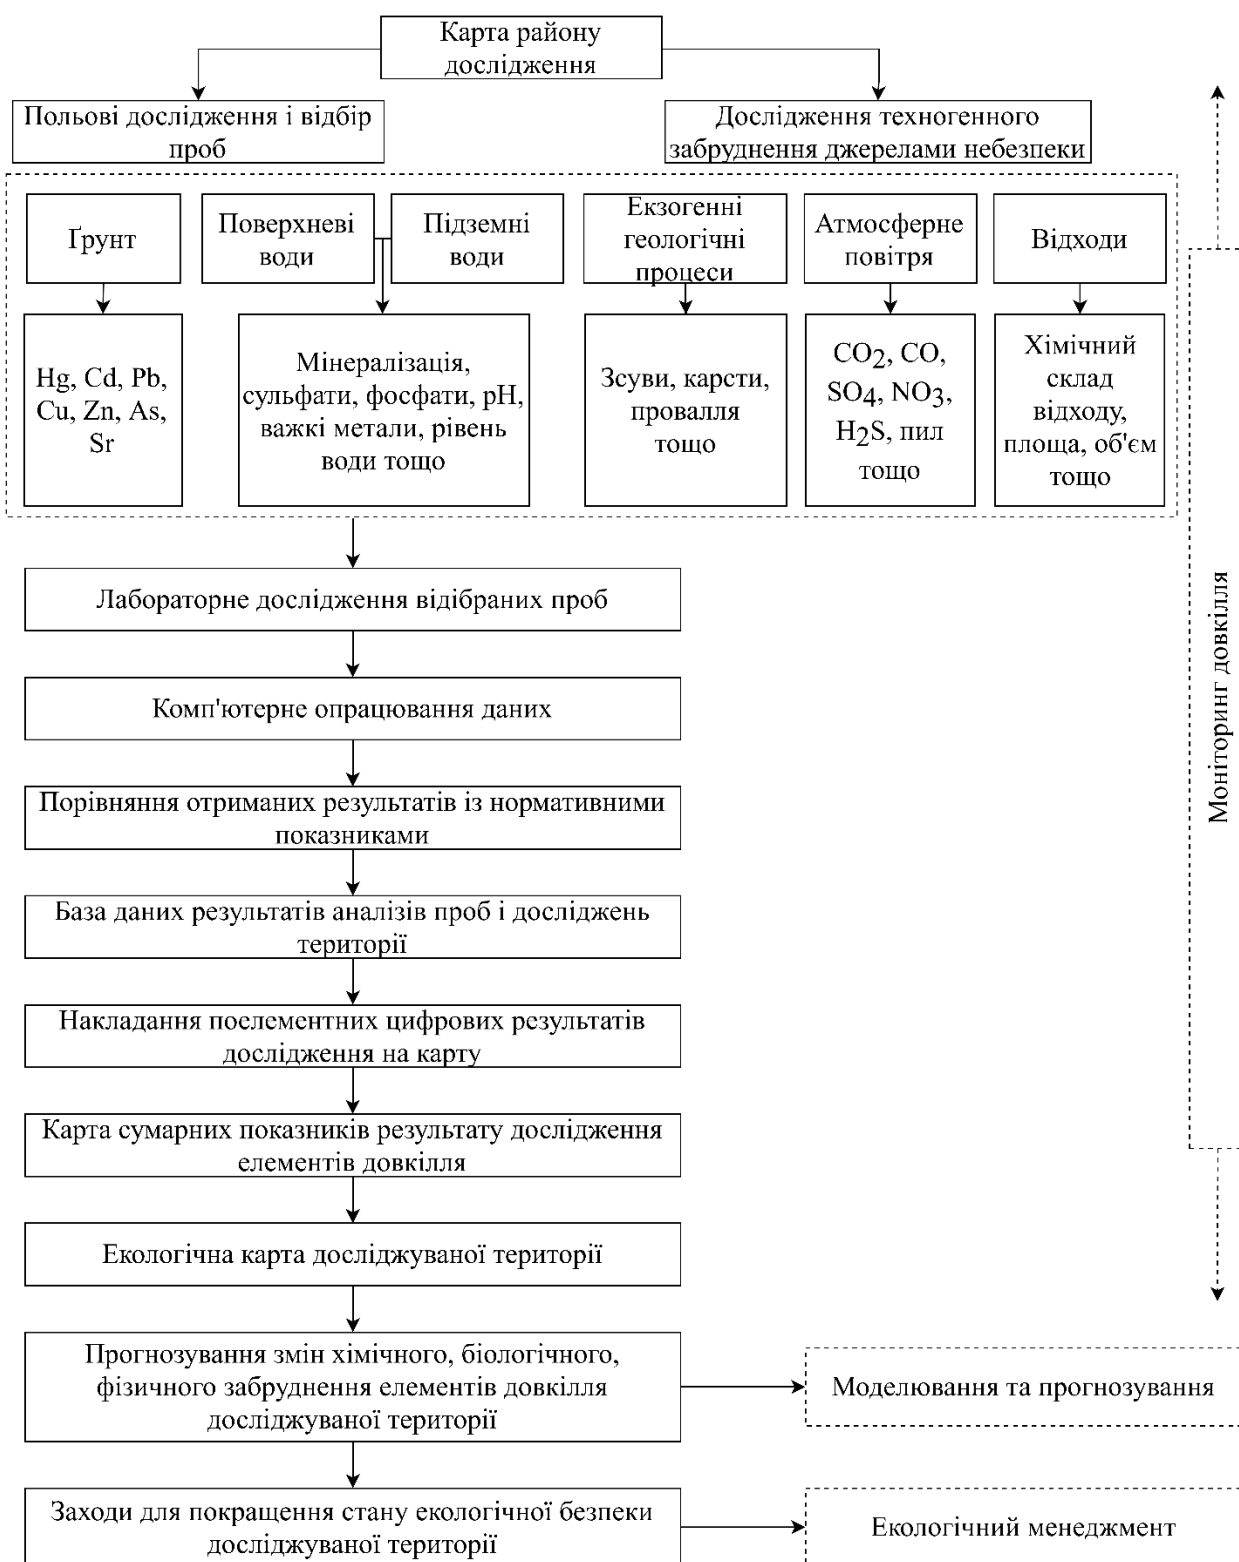 Карта району
дослідження
Польові дослідження і відбір
проб
Дослідження техногенного
забруднення джерелами небезпеки
Ґрунт
Поверхневі
води
Підземні
води
Екзогенні
геологічні
процеси
Атмосферне
повітря
Відходи
Hg, Cd, Pb,
Cu, Zn, As,
Sr
Мінералізація,
сульфати, фосфати, pH,
важкі метали, рівень
води тощо
Зсуви, карсти,
провалля
тощо
CO2, CO,
SO4, NO3,
H2S, пил
тощо
Хімічний
склад
відходу,
площа, об'єм
тощо
Лабораторне дослідження відібраних проб
Комп'ютерне опрацювання даних
Порівняння отриманих результатів із нормативними
показниками
База даних результатів аналізів проб і досліджень
території
Накладання поелементних цифрових результатів
дослідження на карту
Карта сумарних показників результату дослідження
елементів довкілля
Екологічна карта досліджуваної території
Прогнозування змін хімічного, біологічного,
фізичного забруднення елементів довкілля
досліджуваної території
Заходи для покращення стану екологічної безпеки
досліджуваної території
Моделювання та прогнозування
Екологічний менеджмент
Моніторинг довкілля